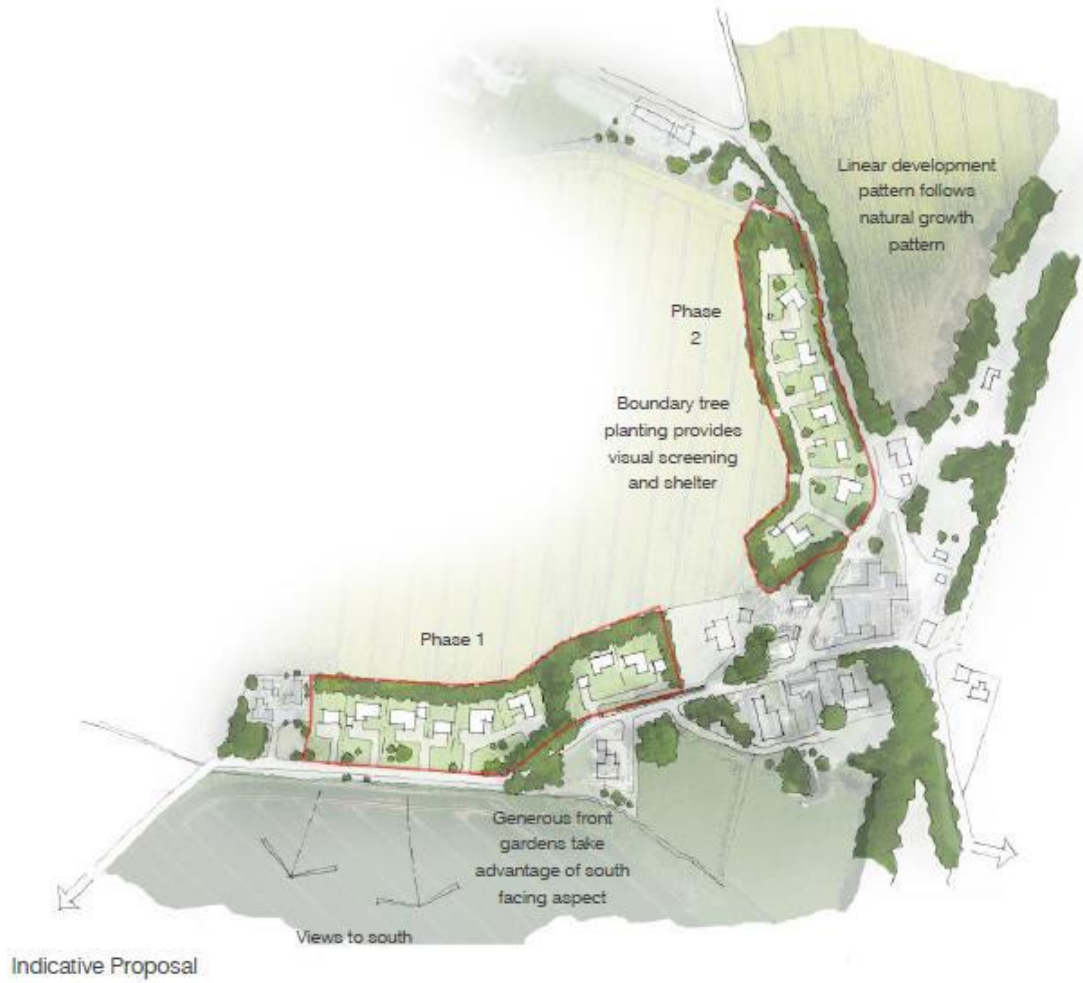 Linear development
pattern follows
natural growth
pattern
Phase
2
Boundary tree
planting provides
visual screening
and shelter
Phase 1
Generous front
gardens take
advantage of south
facing aspect
Views to south
Indicative Proposal